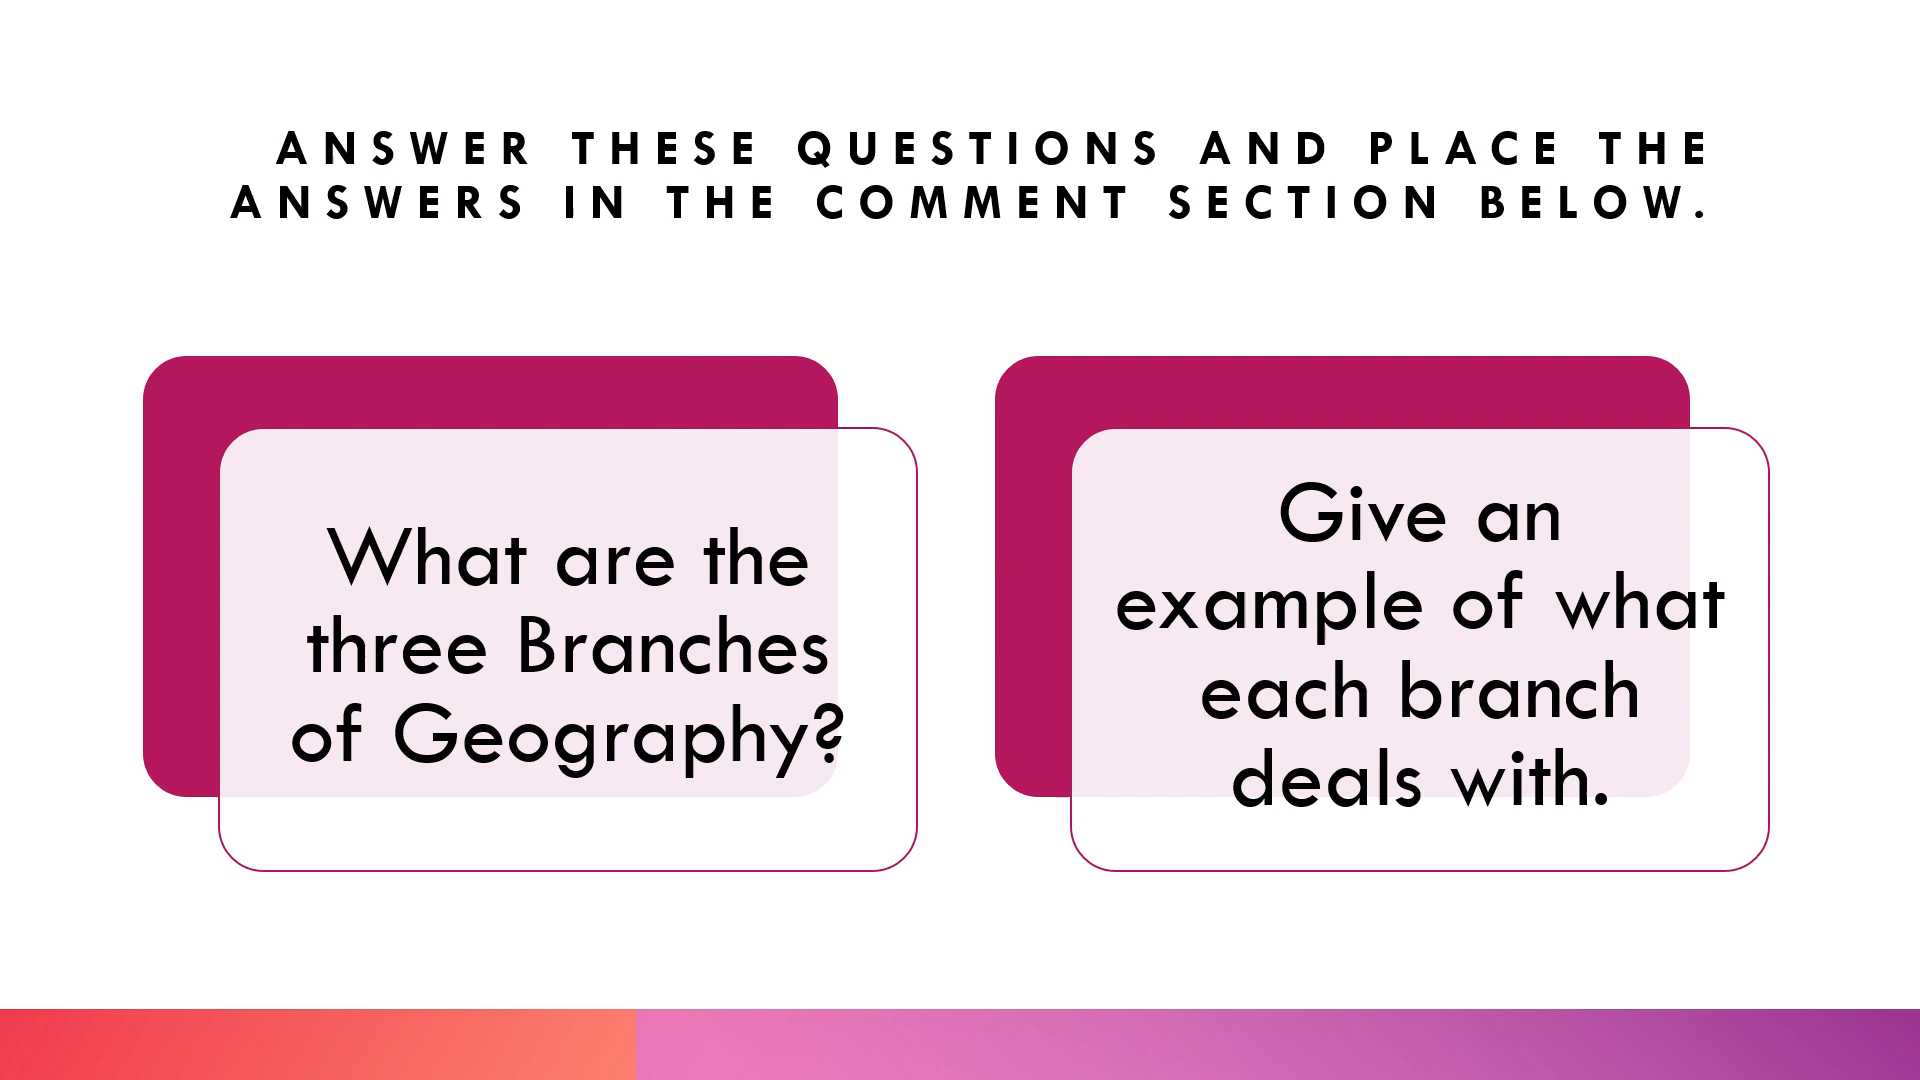 ANSWER THESE QUESTIONS AND PLACE THE
ANSWERS IN THE COMMENT SECTION BELOW.
What are the
three Branches
of Geography?
Give an
example of what
each branch
deals with.